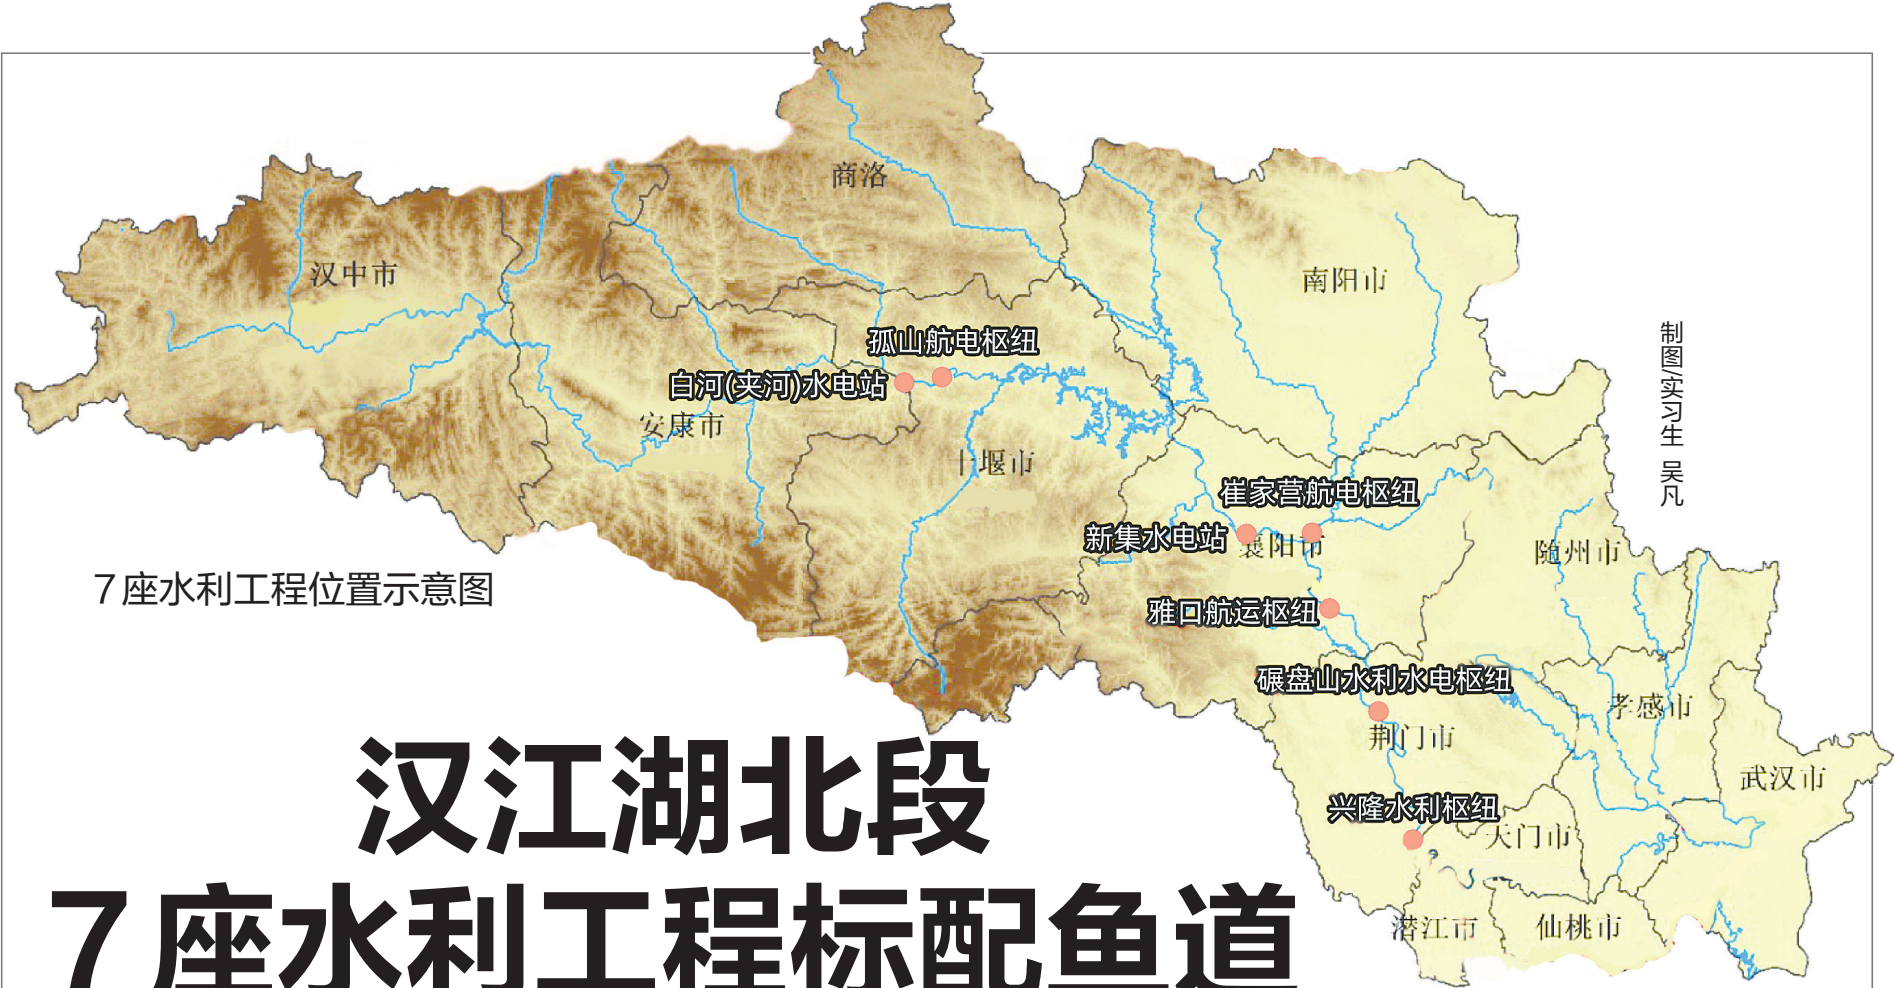 商洛
汉中市
南阳市
制图/实习生 吴凡
孤山航电枢纽
白河(夹河)水电站
安康市
十堰市
崔家营航电枢纽
新集水电站
襄阳市
随州市
7座水利工程位置示意图
雅口航运枢纽
碾盘山水利水电枢纽
孝感市
荆门市
武汉市
兴隆水利枢纽
天门市
潜江市
仙桃市
汉江湖北段
7座水利工程标配鱼道